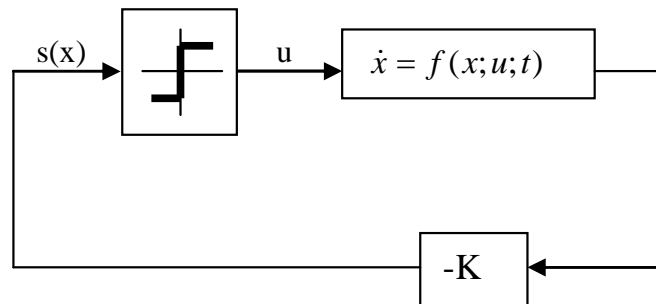 s(x)
u
ẋ = f(x;u;t)
-K